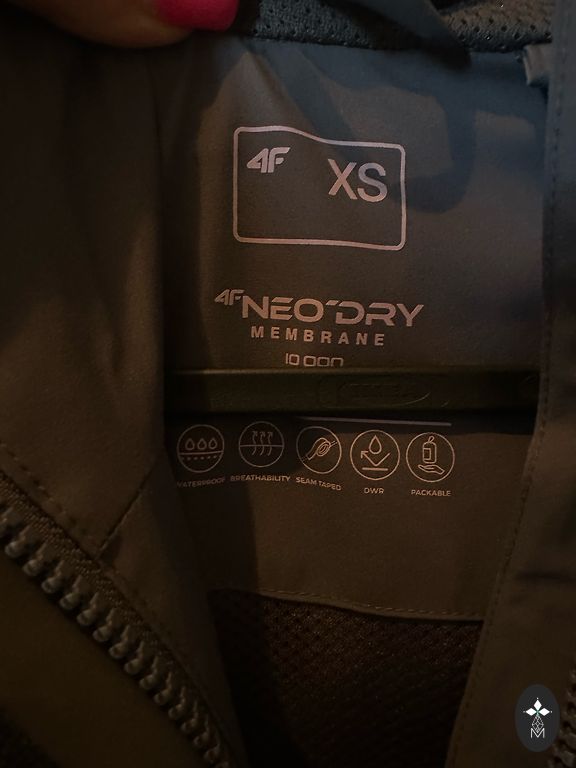 4F XS
4F NEO'DRY
MEMBRANE
10 000
WATERPROOF BREATHABILITY SEAM TAPED DWR PACKABLE
M